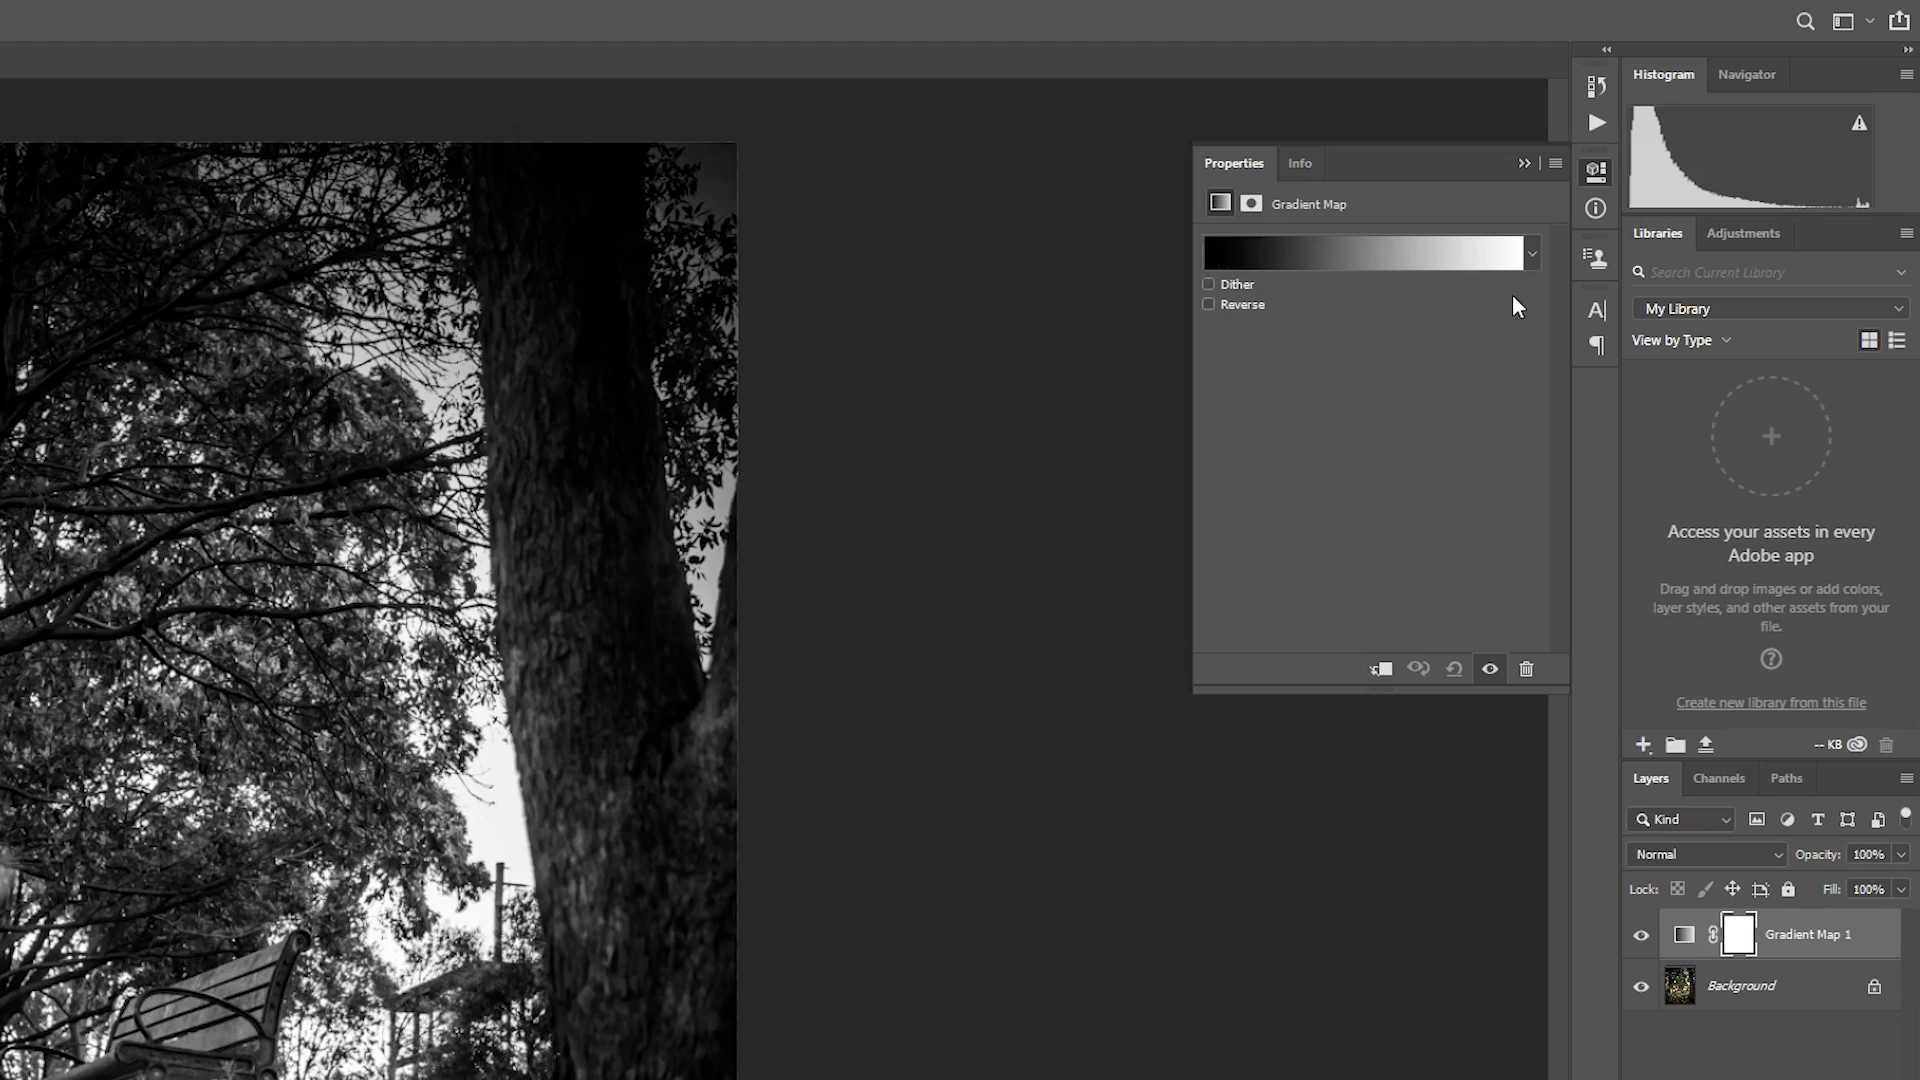 Histogram
Navigator
Properties
Info
Gradient Map
Dither
Reverse
Libraries
Adjustments
Search Current Library
My Library
View by Type
Access your assets in every
Adobe app
Drag and drop images or add colors,
layer styles, and other assets from your
file.
Create new library from this file
-- KB
Layers
Channels
Paths
Kind
Normal
Opacity: 100%
Lock:
Fill: 100%
Gradient Map 1
Background